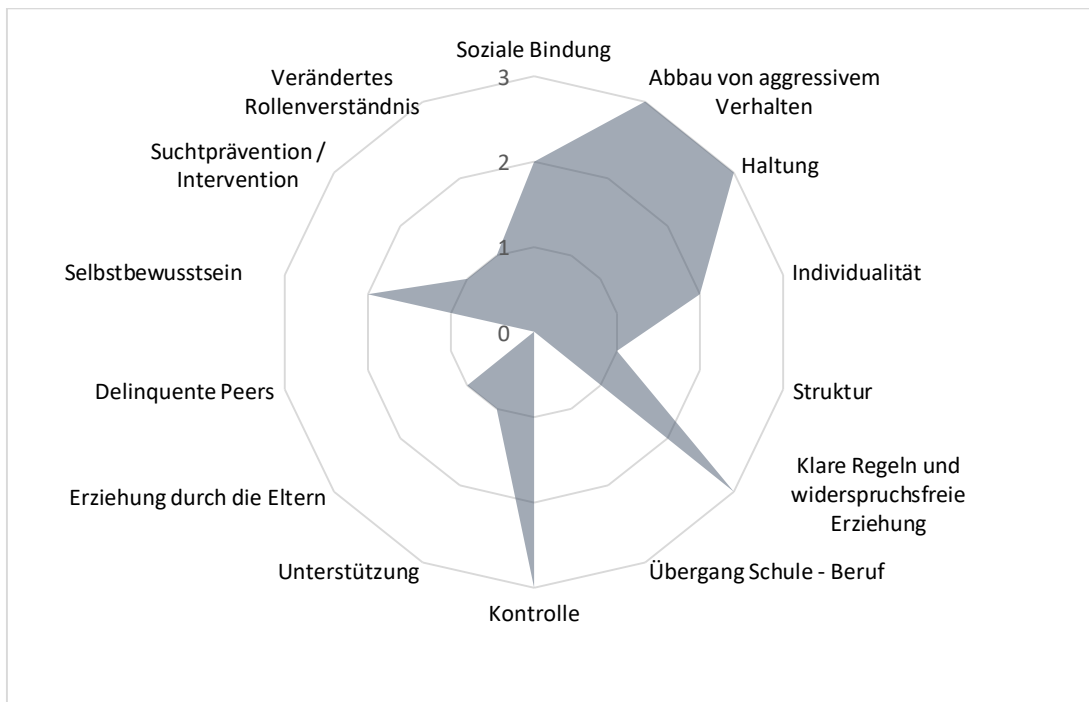 Soziale Bindung
Abbau von aggressivem
Verhalten
Haltung
Individualität
Struktur
Klare Regeln und
widerspruchsfreie
Erziehung
Übergang Schule - Beruf
Kontrolle
Unterstützung
Erziehung durch die Eltern
Delinquente Peers
Selbstbewusstsein
Suchtprävention /
Intervention
Verändertes
Rollenverständnis
3
2
1
0